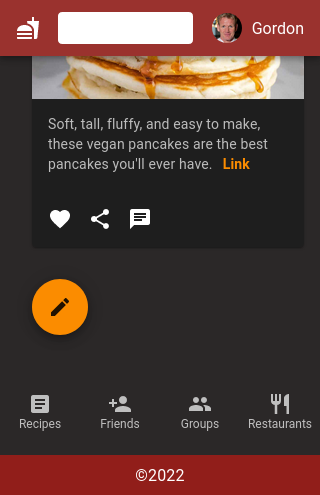 Gordon
Soft, tall, fluffy, and easy to make,
these vegan pancakes are the best
pancakes you'll ever have. Link
Recipes Friends Groups Restaurants
©2022